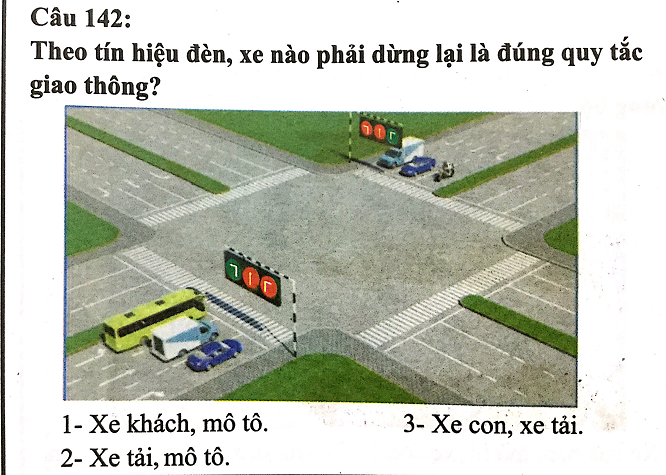 Câu 142:
Theo tín hiệu đèn, xe nào phải dừng lại là đúng quy tắc
giao thông?
1- Xe khách, mô tô.
3- Xe con, xe tải.
2- Xe tải, mô tô.